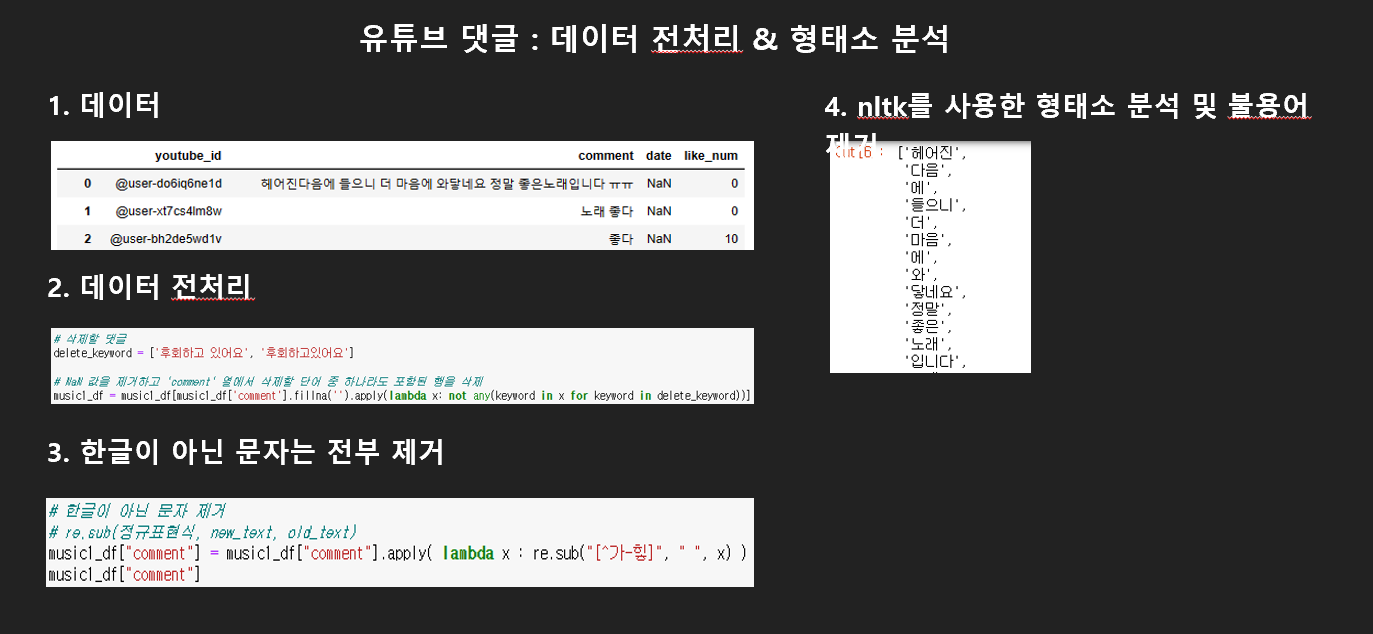 유튜브 댓글 : 데이터 전처리 & 형태소 분석
1. 데이터
youtube_id comment date like_num
0 @user-do6iq6ne1d 헤어진다음에 들으니 더 마음에 와닿네요 정말 좋은노래입니다 ㅠㅠ NaN 0
1 @user-xt7cs4lm8w 노래 좋다 NaN 0
2 @user-bh2de5wd1v 좋다 NaN 10
2. 데이터 전처리
# 삭제할 댓글
delete_keyword = ['후회하고 있어요', '후회하고있어요']
# NaN 값을 제거하고 'comment' 열에서 삭제할 단어 중 하나라도 포함된 행을 삭제
music1_df = music1_df[music1_df['comment'].fillna('').apply(lambda x: not any(keyword in x for keyword in delete_keyword))]
3. 한글이 아닌 문자는 전부 제거
# 한글이 아닌 문자 제거
# re.sub(정규표현식, new_text, old_text)
music1_df["comment"] = music1_df["comment"].apply( lambda x : re.sub("[^가-힣]", " ", x) )
music1_df["comment"]
4. nltk를 사용한 형태소 분석 및 불용어
제거
['헤어진',
'다음',
'에',
'들으니',
'더',
'마음',
'에',
'와',
'닿네요',
'정말',
'좋은',
'노래',
'입니다',